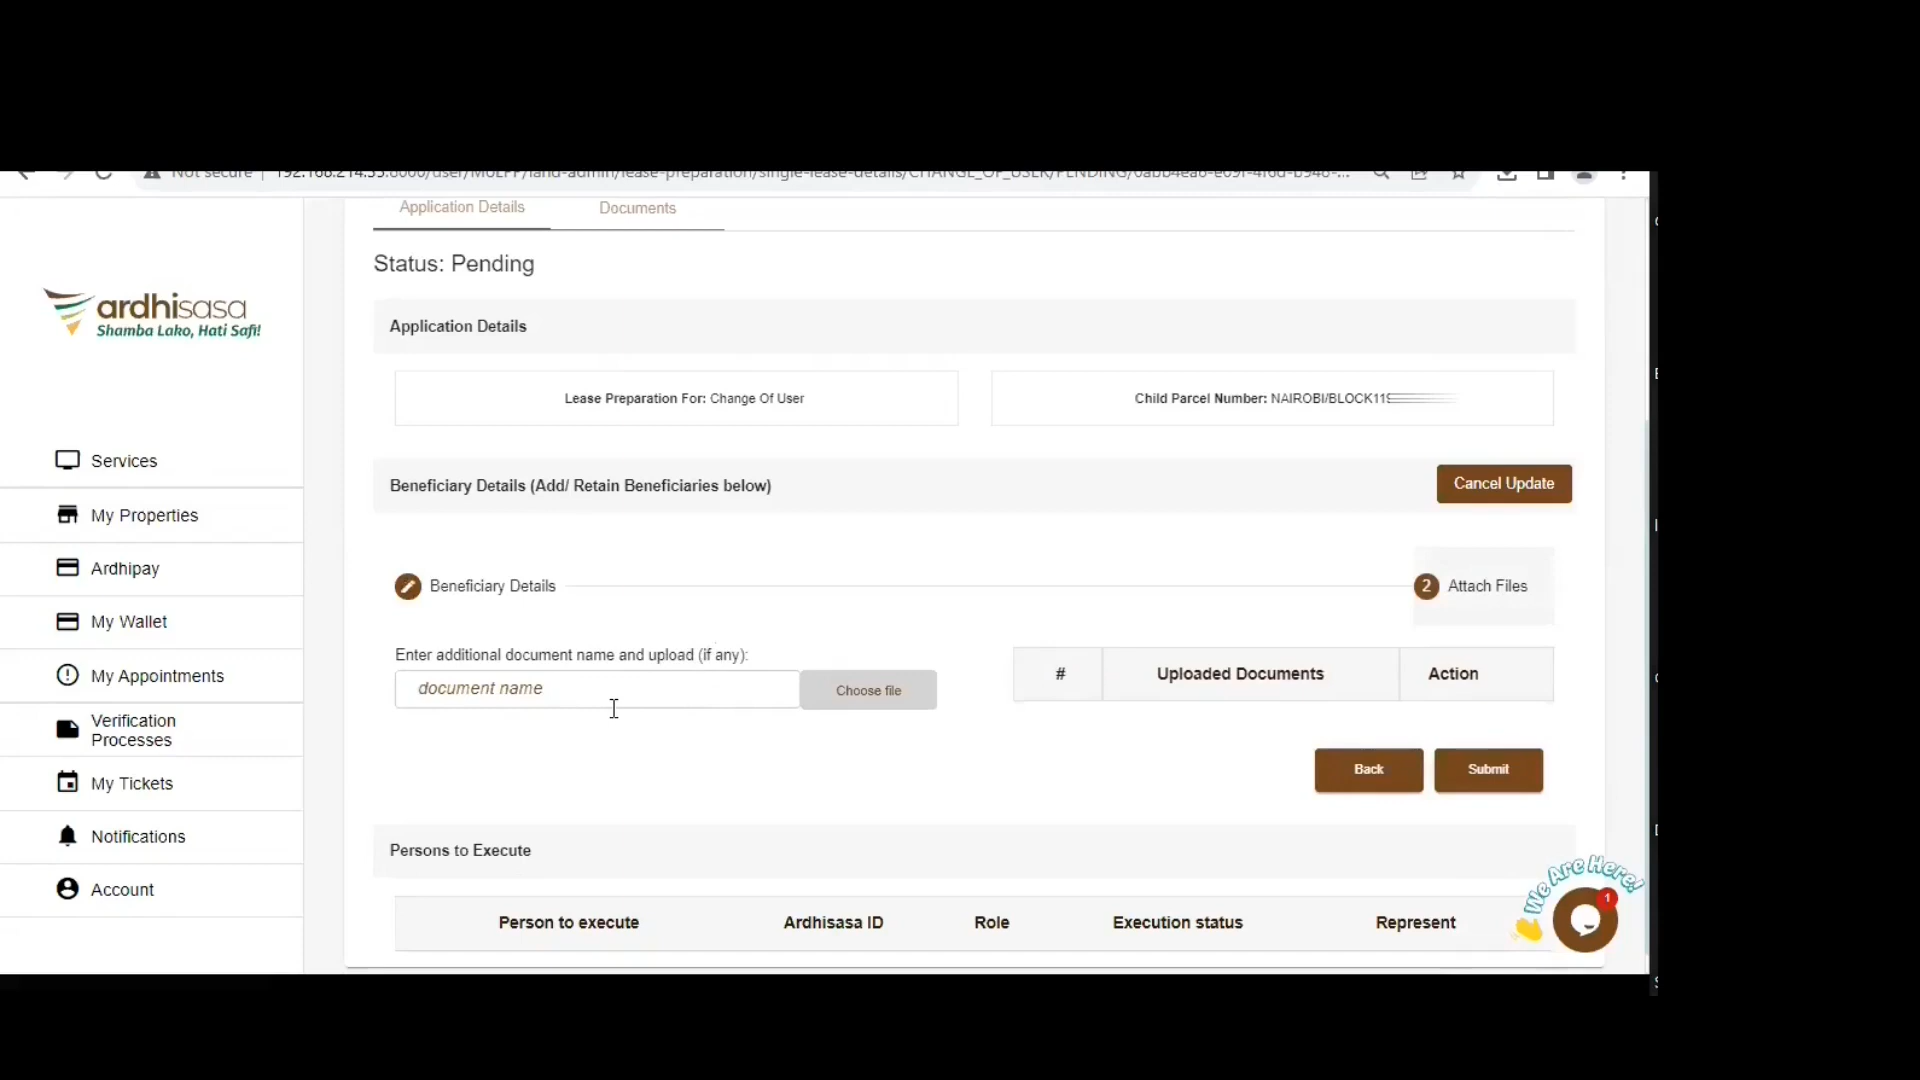 Application Details
Documents
Status: Pending
ardhisasa
Shamba Lako, Hati Safi!
Application Details
Lease Preparation For: Change Of User
Child Parcel Number: NAIROBI/BLOCK119
Services
Beneficiary Details (Add/ Retain Beneficiaries below)
Cancel Update
My Properties
Ardhipay
Beneficiary Details
2 Attach Files
My Wallet
Enter additional document name and upload (if any):
# Uploaded Documents Action
document name
Choose file
My Appointments
Verification
Processes
Back
Submit
My Tickets
Notifications
Persons to Execute
We Are Here!
1
Account
Person to execute Ardhisasa ID Role Execution status Represent